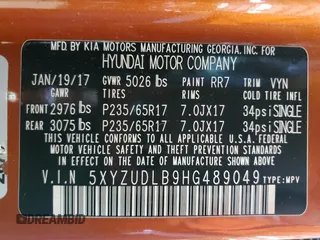 MFD. BY KIA MOTORS MANUFACTURING GEORGIA,INC.FOR
HYUNDAI MOTOR COMPANY
JAN/19/17 GVWR 5026 lbs PAINT RR7 TRIM VYN
GAWR TIRES RIMS COLD TIRE INFL
FRONT 2976 lbs P235/65R17 7.0JX17 34psi SINGLE
REAR 3075 lbs P235/65R17 7.0JX17 34psi SINGLE
THIS VEHICLE CONFORMS TO ALL APPLICABLE FEDERAL MOTOR
VEHICLE SAFETY AND THEFT PREVENTION STANDARDS IN EFFECT
ON THE DATE OF MANUFACTURE SHOWN ABOVE.
V.I.N 5XYZUDLB9HG489049 TYPE:MPV
DREAMBID